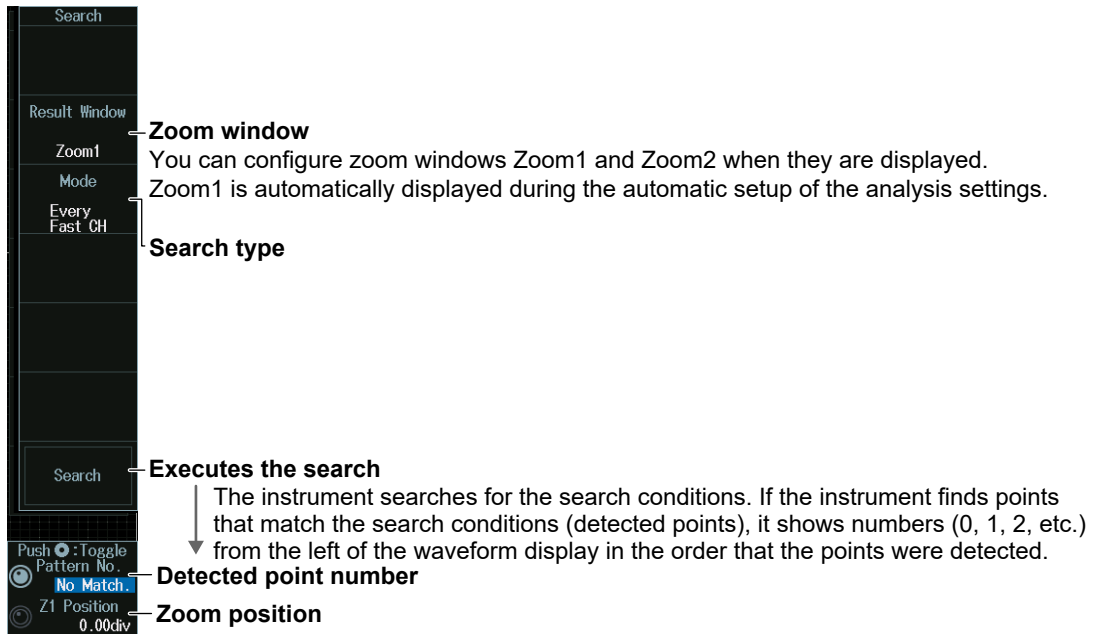 Search
Result Window
Zoom1
Mode
Every
Fast CH
Search
Push :Toggle
Pattern No.
No Match.
Z1 Position
0.00div
Zoom window
You can configure zoom windows Zoom1 and Zoom2 when they are displayed.
Zoom1 is automatically displayed during the automatic setup of the analysis settings.
Search type
Executes the search
The instrument searches for the search conditions. If the instrument finds points
that match the search conditions (detected points), it shows numbers (0, 1, 2, etc.)
from the left of the waveform display in the order that the points were detected.
Detected point number
Zoom position